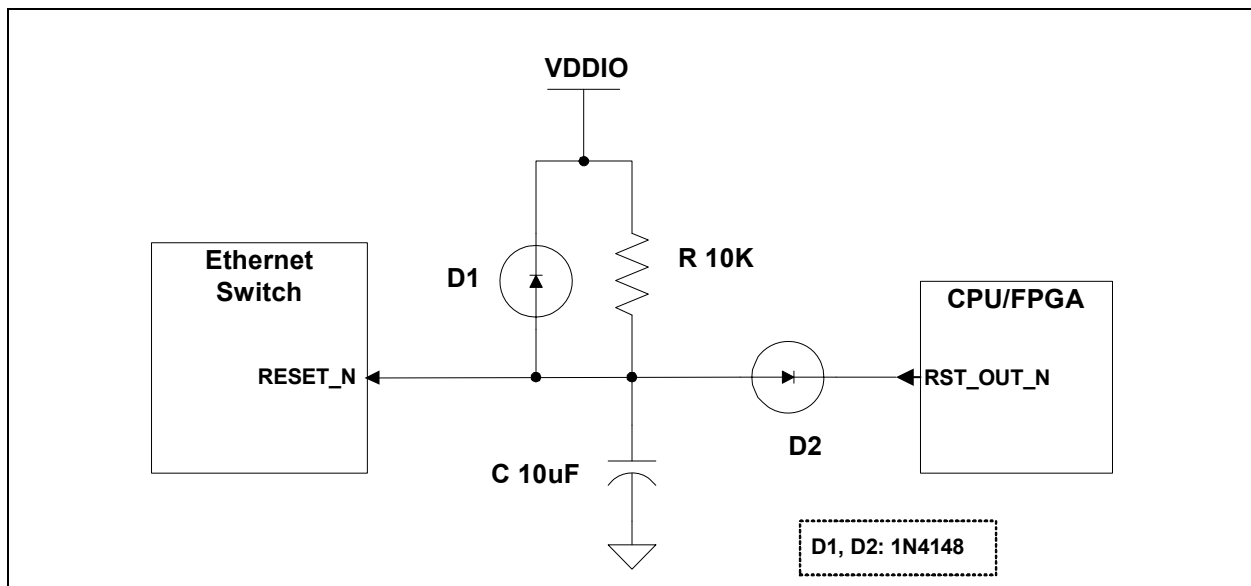 VDDIO
Ethernet
Switch
D1
R 10K
CPU/FPGA
RESET_N
RST_OUT_N
D2
C 10uF
D1, D2: 1N4148